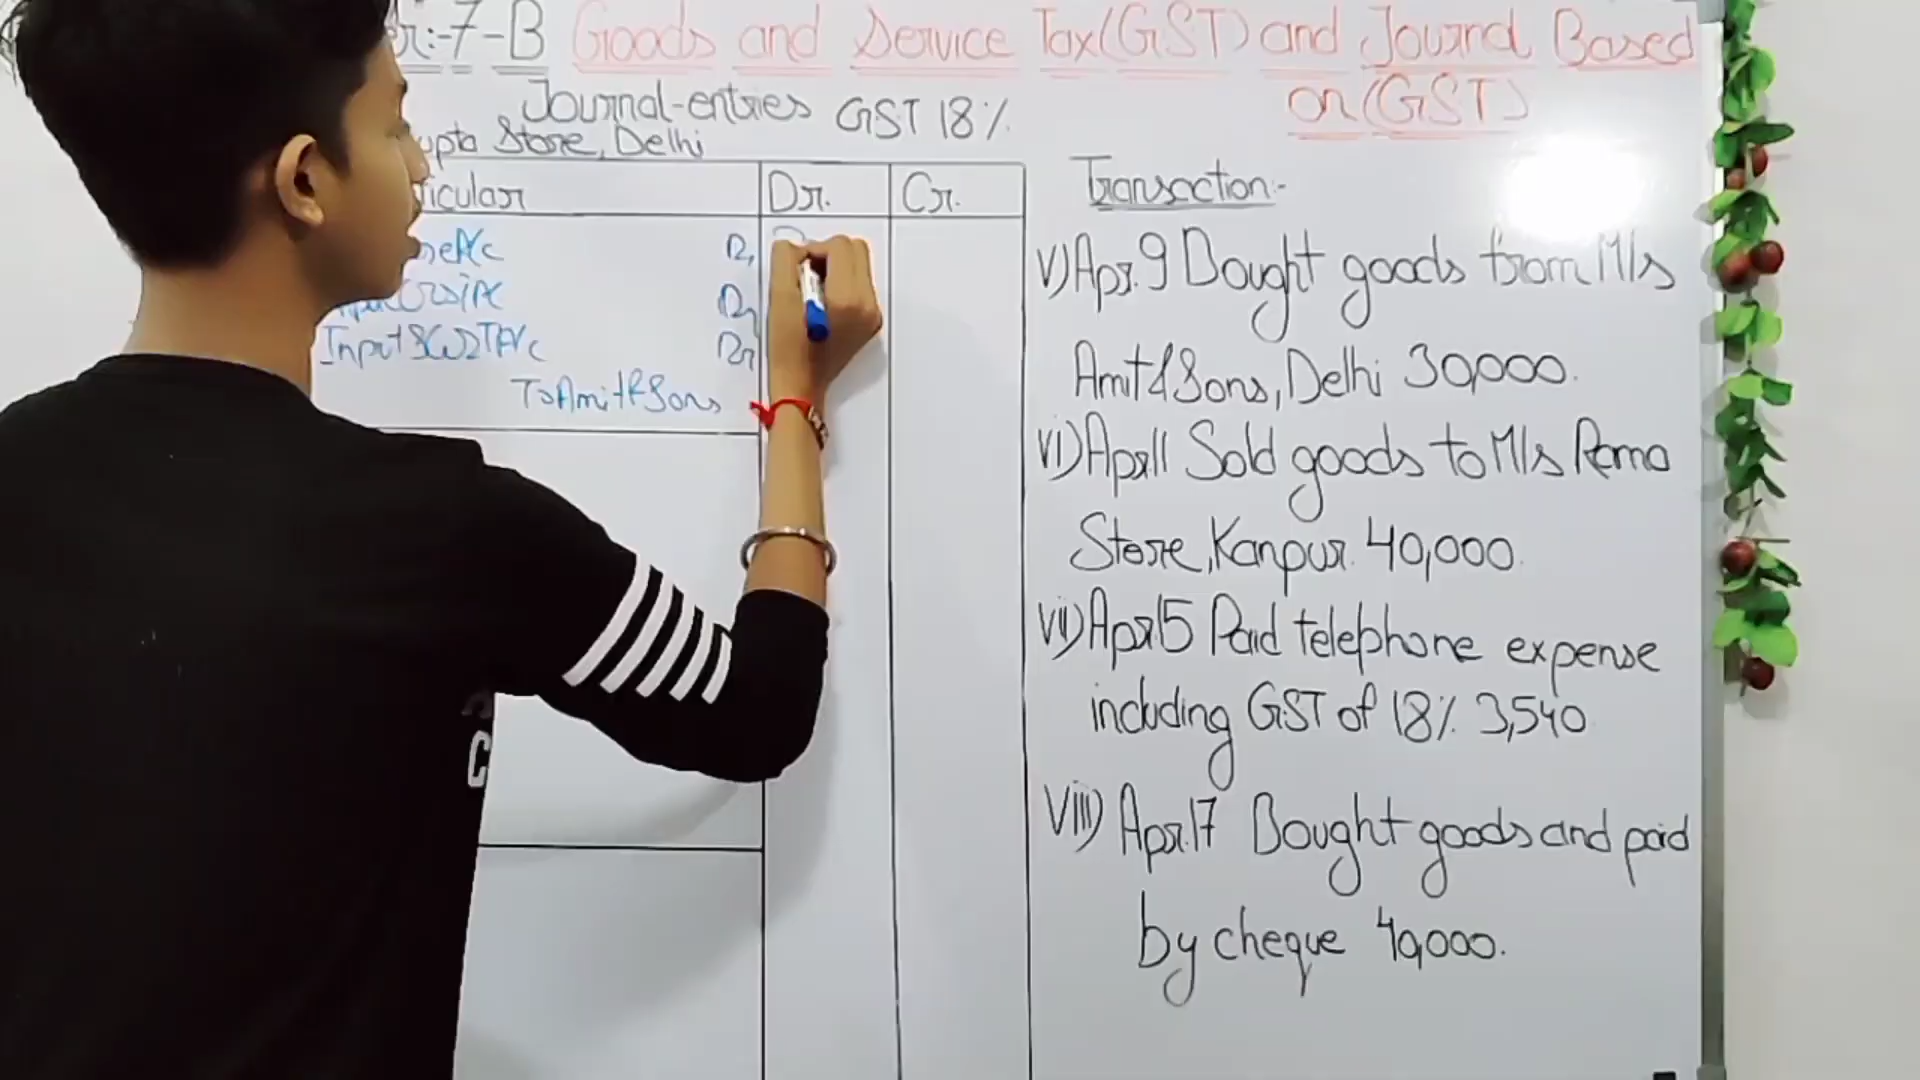 7-B Goods and Service Tax (GST) and Journal Based
on (GST)
Journal-entries GST 18%
Store, Delhi
Dr. Cr.
A/c Dr
A/c Dr
Input SGST A/c Dr
To Amit & Sons
Transaction:-
v) Apr. 9 Bought goods from M/s
Amit & Sons, Delhi 30,000.
vi) Apr 11 Sold goods to M/s Rama
Store, Kanpur 40,000.
vii) Apr 15 Paid telephone expense
including GST of 18% 3,540
viii) Apr. 17 Bought goods and paid
by cheque 40,000.
C